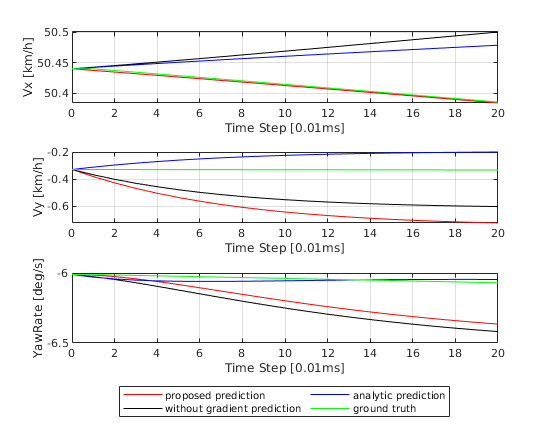 50.5
50.45
50.4
Vx [km/h]
0 2 4 6 8 10 12 14 16 18 20
Time Step [0.01ms]
-0.2
-0.4
-0.6
Vy [km/h]
0 2 4 6 8 10 12 14 16 18 20
Time Step [0.01ms]
-6
-6.5
YawRate [deg/s]
0 2 4 6 8 10 12 14 16 18 20
Time Step [0.01ms]
proposed prediction analytic prediction
without gradient prediction ground truth